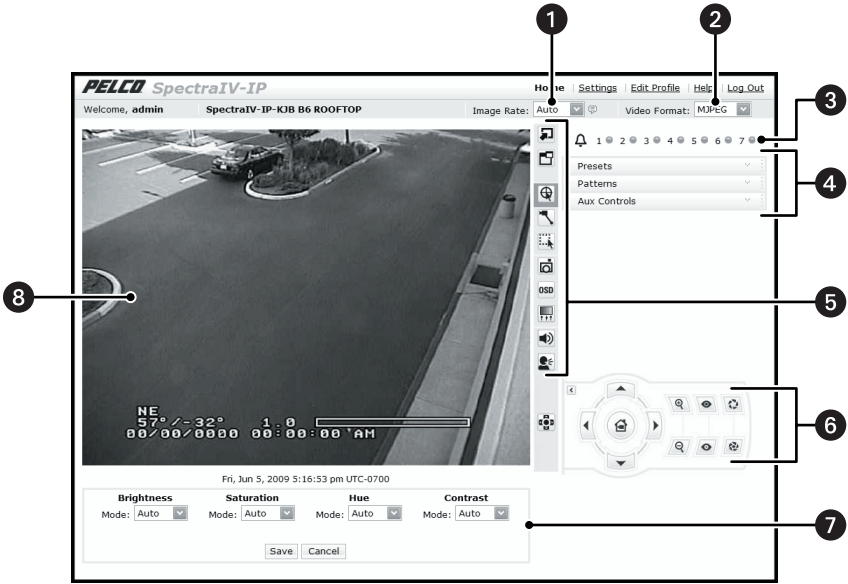 1
2
PELCO SpectraIV-IP
Home | Settings | Edit Profile | Help | Log Out
Welcome, admin
SpectraIV-IP-KJB B6 ROOFTOP
Image Rate: Auto
Video Format: MJPEG
3
1 2 3 4 5 6 7
Presets
Patterns
Aux Controls
4
OSD
5
8
NE
57°/-32° 1.0
00/00/0000 00:00:00 AM
6
Fri, Jun 5, 2009 5:16:53 pm UTC-0700
Brightness Saturation Hue Contrast
Mode: Auto Mode: Auto Mode: Auto Mode: Auto
7
Save Cancel